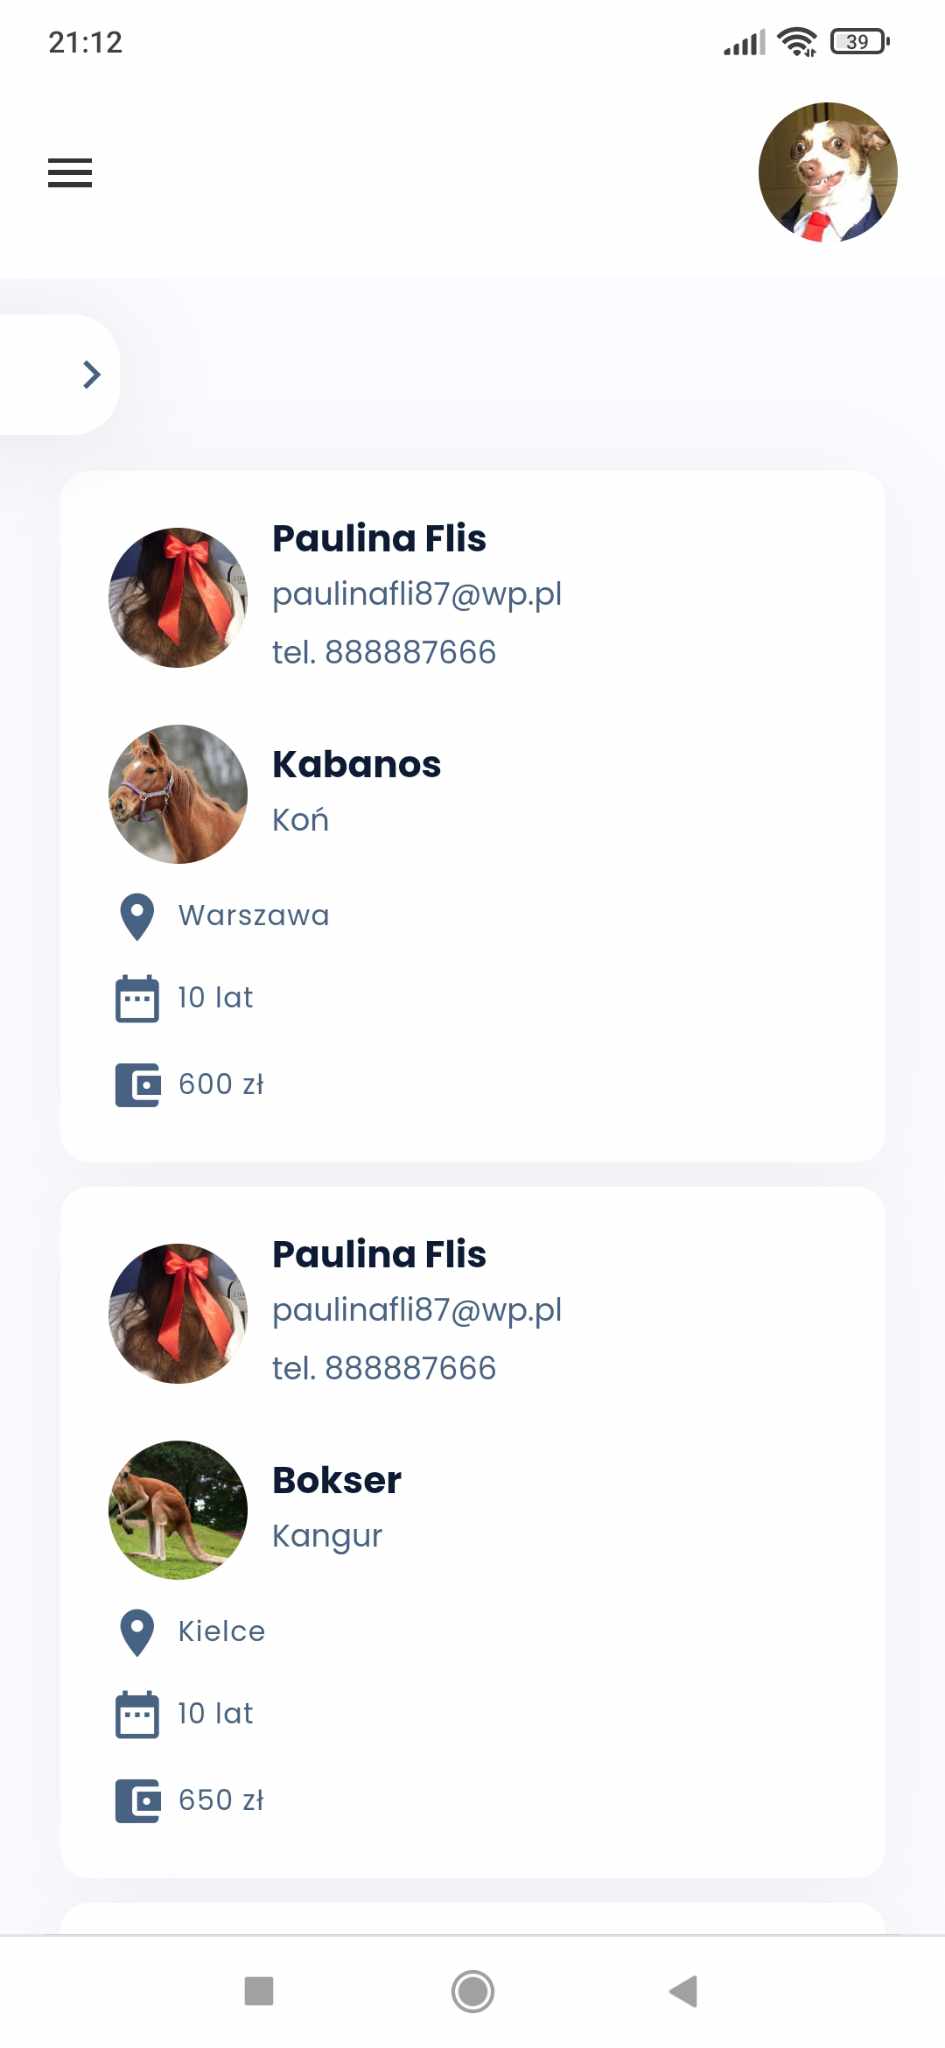 21:12
39
Paulina Flis
paulinafli87@wp.pl
tel. 888887666
Kabanos
Koń
Warszawa
10 lat
600 zł
Paulina Flis
paulinafli87@wp.pl
tel. 888887666
Bokser
Kangur
Kielce
10 lat
650 zł